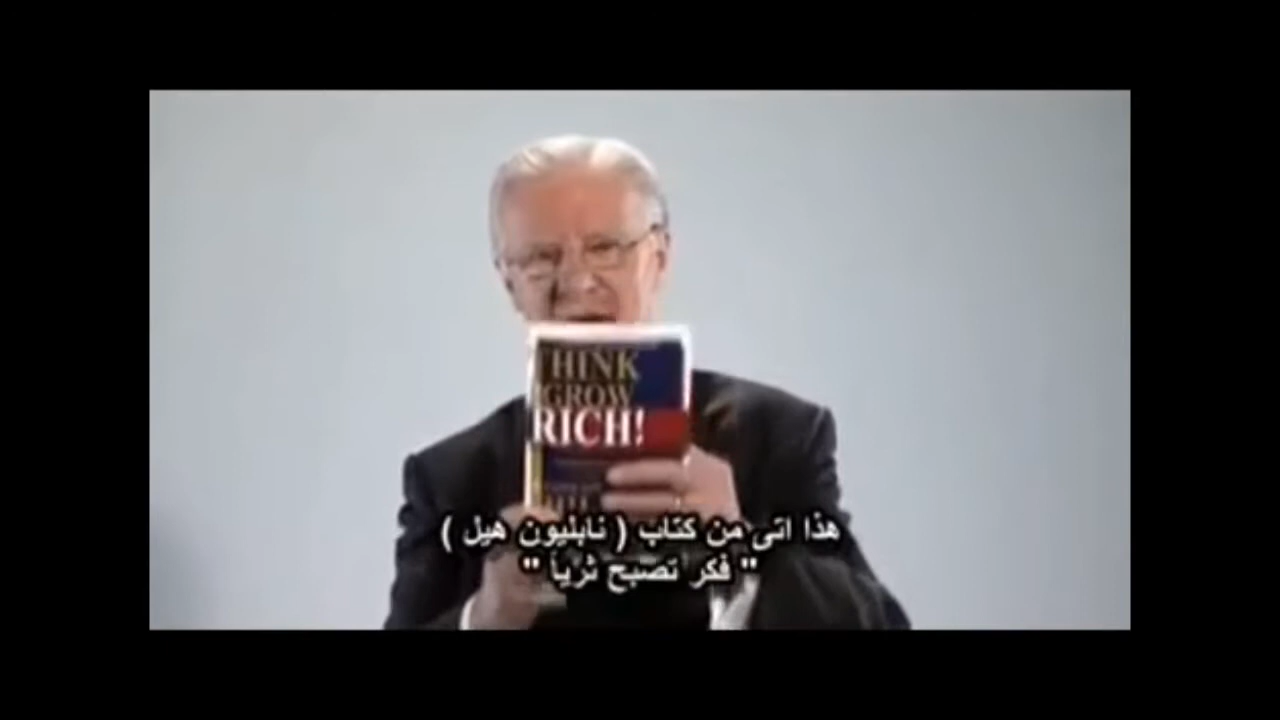 THINK
GROW
RICH!
هذا اتى من كتاب ( نابليون هيل )
" فكر تصبح ثرياً "